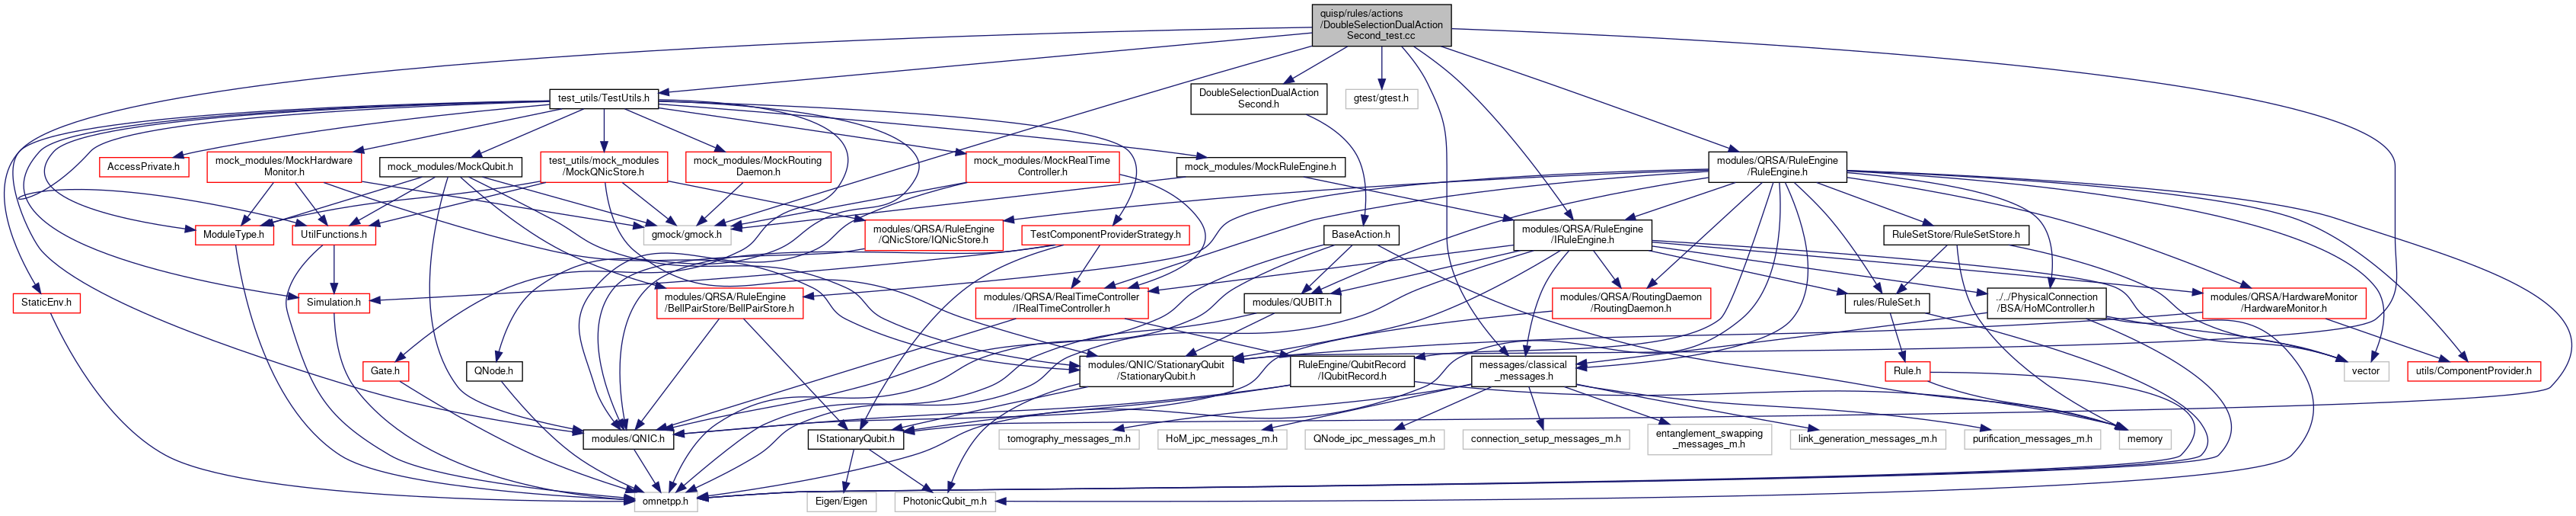 quisp/rules/actions
/DoubleSelectionDualAction
Second_test.cc
test_utils/TestUtils.h
DoubleSelectionDualAction
Second.h
gtest/gtest.h
AccessPrivate.h
mock_modules/MockHardware
Monitor.h
mock_modules/MockQubit.h
test_utils/mock_modules
/MockQNicStore.h
mock_modules/MockRouting
Daemon.h
mock_modules/MockRealTime
Controller.h
mock_modules/MockRuleEngine.h
modules/QRSA/RuleEngine
/RuleEngine.h
ModuleType.h
UtilFunctions.h
gmock/gmock.h
modules/QRSA/RuleEngine
/QNicStore/IQNicStore.h
TestComponentProviderStrategy.h
BaseAction.h
modules/QRSA/RuleEngine
/IRuleEngine.h
RuleSetStore/RuleSetStore.h
StaticEnv.h
Simulation.h
modules/QRSA/RuleEngine
/BellPairStore/BellPairStore.h
modules/QRSA/RealTimeController
/IRealTimeController.h
modules/QUBIT.h
modules/QRSA/RoutingDaemon
/RoutingDaemon.h
rules/RuleSet.h
./../PhysicalConnection
/BSA/HoMController.h
modules/QRSA/HardwareMonitor
/HardwareMonitor.h
Gate.h
QNode.h
modules/QNIC/StationaryQubit
/StationaryQubit.h
RuleEngine/QubitRecord
/IQubitRecord.h
messages/classical
_messages.h
Rule.h
vector
utils/ComponentProvider.h
modules/QNIC.h
IStationaryQubit.h
tomography_messages_m.h
HoM_ipc_messages_m.h
QNode_ipc_messages_m.h
connection_setup_messages_m.h
entanglement_swapping
_messages_m.h
link_generation_messages_m.h
purification_messages_m.h
memory
omnetpp.h
Eigen/Eigen
PhotonicQubit_m.h